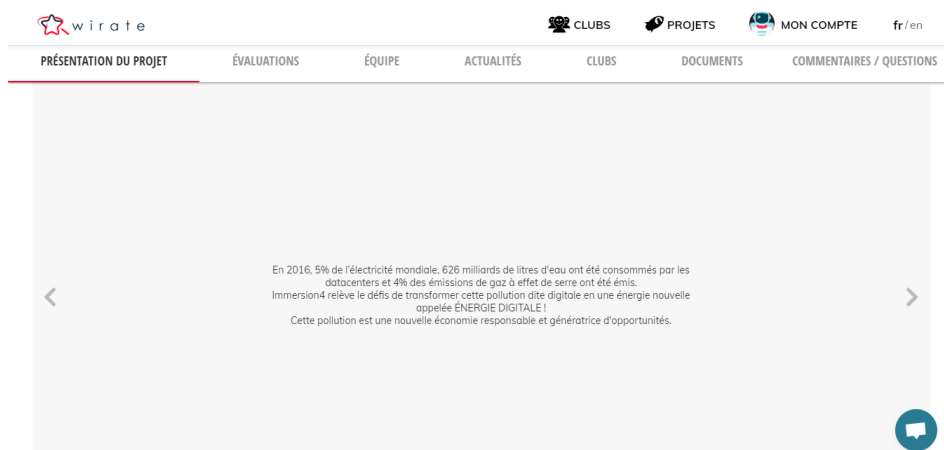 wirate
CLUBS
PROJETS
MON COMPTE
fr / en
PRÉSENTATION DU PROJET
ÉVALUATIONS
ÉQUIPE
ACTUALITÉS
CLUBS
DOCUMENTS
COMMENTAIRES / QUESTIONS
En 2016, 5% de l'électricité mondiale, 626 milliards de litres d'eau ont été consommés par les
datacenters et 4% des émissions de gaz à effet de serre ont été émis.
Immersion4 relève le défis de transformer cette pollution dite digitale en une énergie nouvelle
appelée ÉNERGIE DIGITALE !
Cette pollution est une nouvelle économie responsable et génératrice d'opportunités.